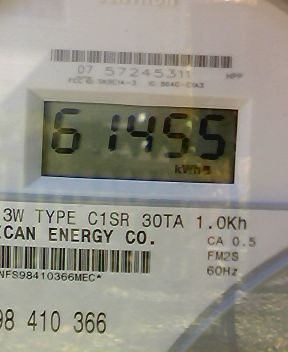 07 57245311 HPP
61455
kWh
3W TYPE C1SR 30TA 1.0Kh
ICAN ENERGY CO.
CA 0.5
FM2S
NFS98410366MEC*
60Hz
98 410 366